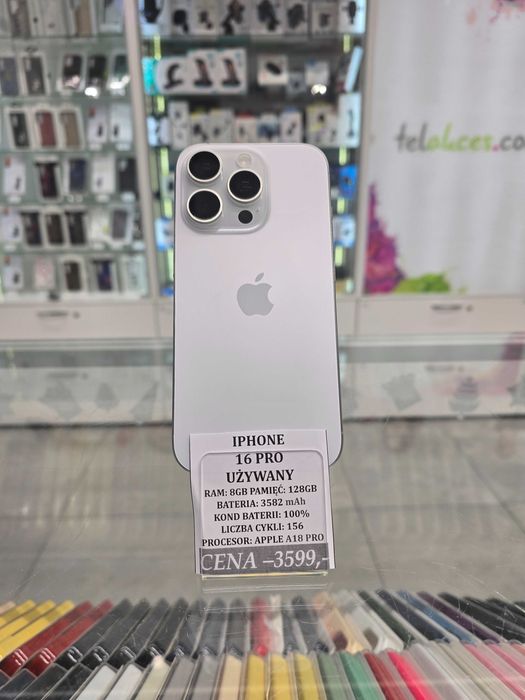 telakces.com
IPHONE
16 PRO
UŻYWANY
RAM: 8GB PAMIĘĆ: 128GB
BATERIA: 3582 mAh
KOND BATERII: 100%
LICZBA CYKLI: 156
PROCESOR: APPLE A18 PRO
CENA –3599,-